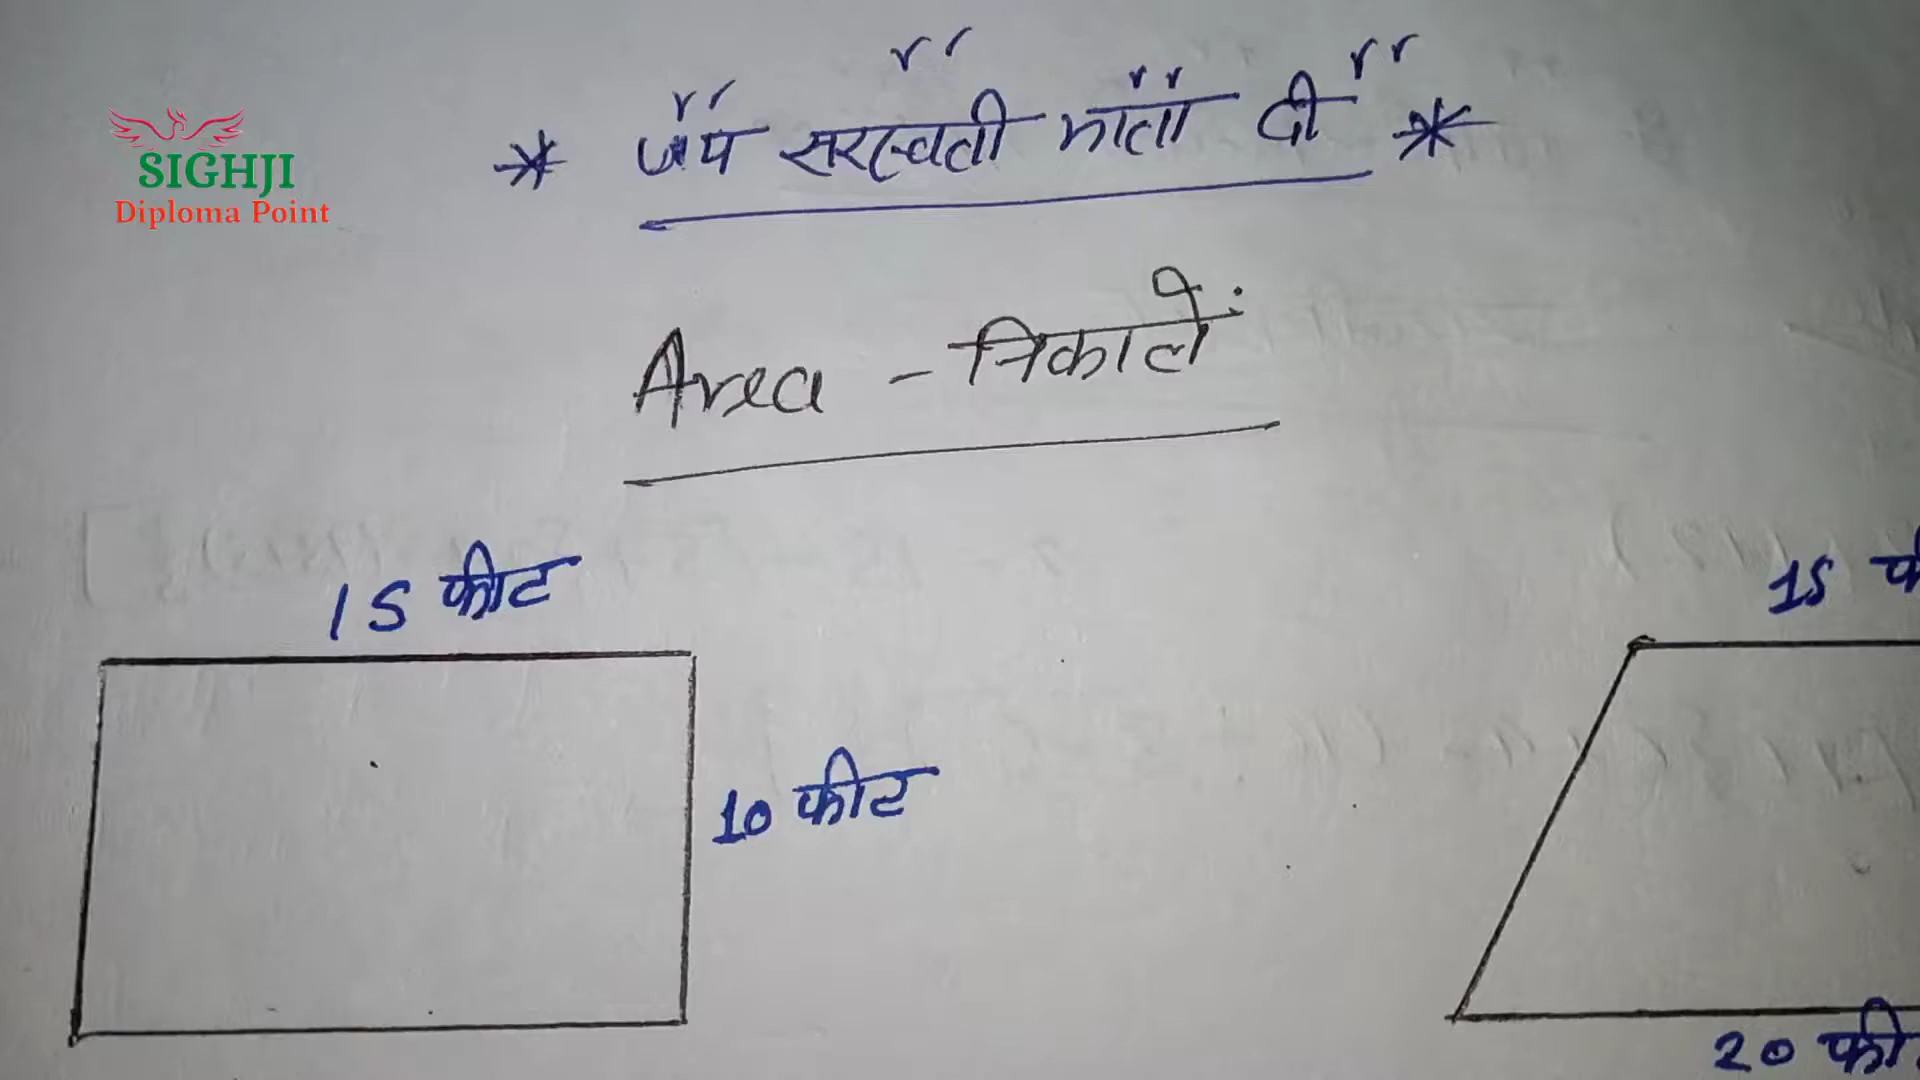 SIGHJI
Diploma Point
* जय सरस्वती माता दी *
Area - निकाले
15 फीट
15
10 फीट
20